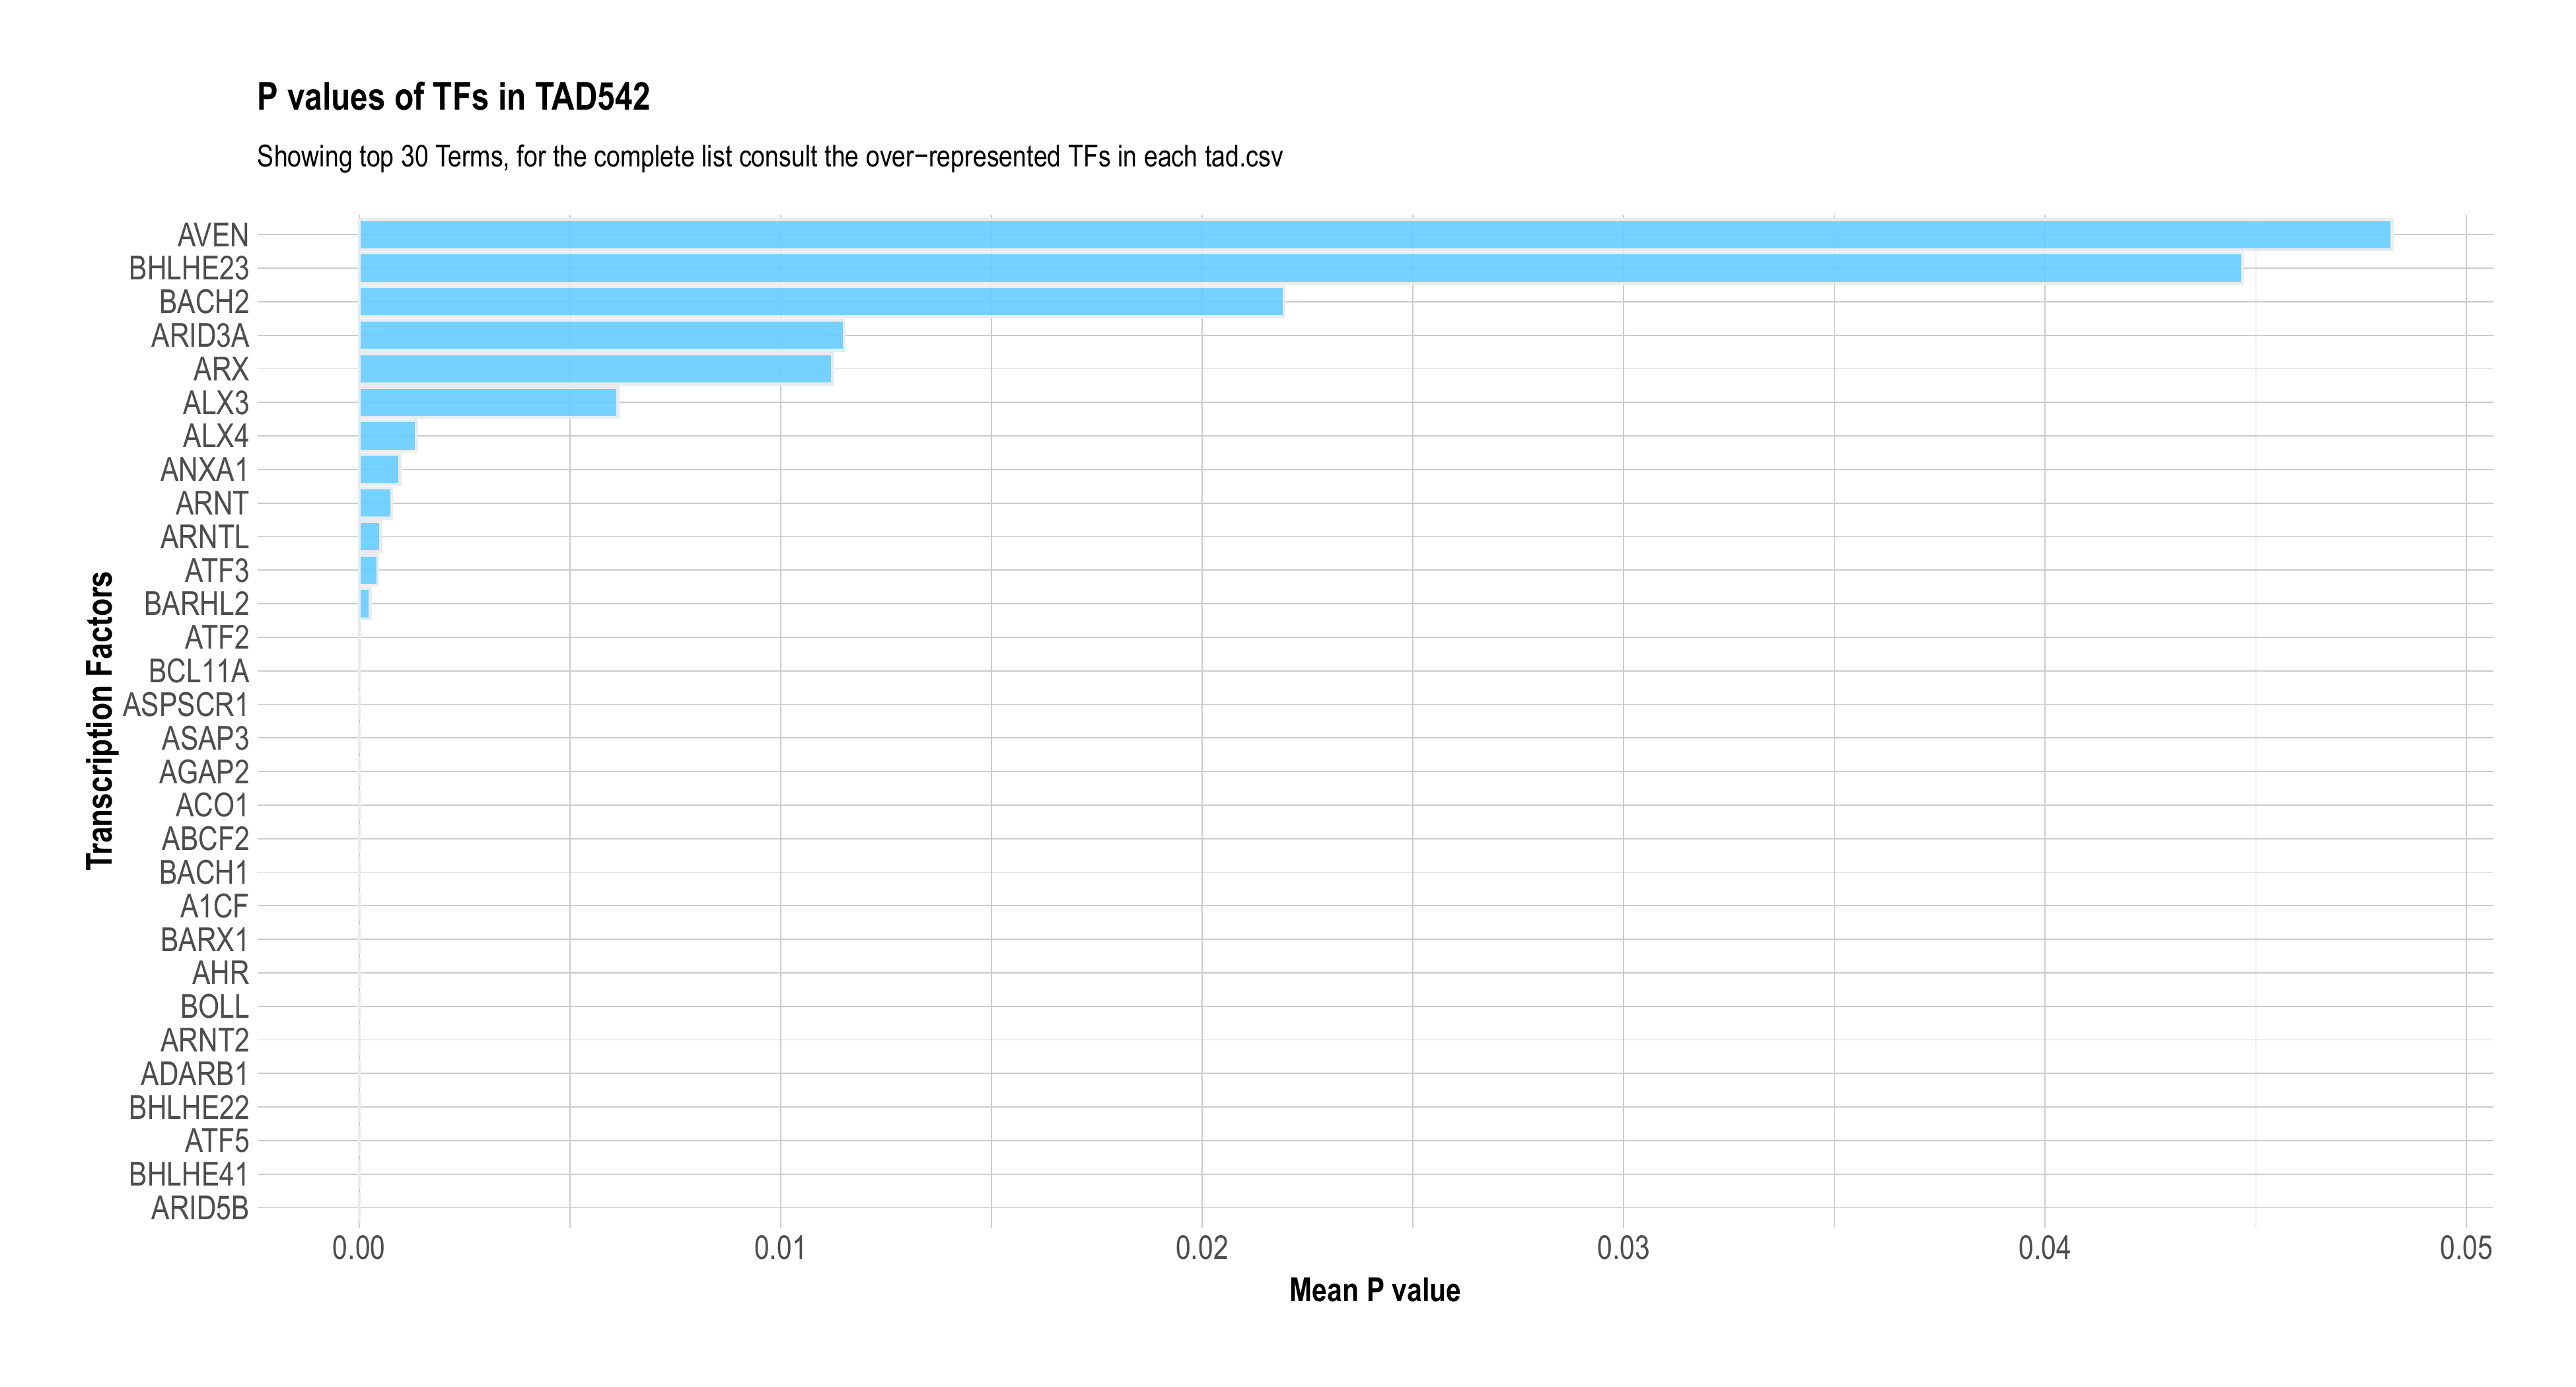 P values of TFs in TAD542
Showing top 30 Terms, for the complete list consult the over−represented TFs in each tad.csv
Transcription Factors
AVEN
BHLHE23
BACH2
ARID3A
ARX
ALX3
ALX4
ANXA1
ARNT
ARNTL
ATF3
BARHL2
ATF2
BCL11A
ASPSCR1
ASAP3
AGAP2
ACO1
ABCF2
BACH1
A1CF
BARX1
AHR
BOLL
ARNT2
ADARB1
BHLHE22
ATF5
BHLHE41
ARID5B
0.00 0.01 0.02 0.03 0.04 0.05
Mean P value